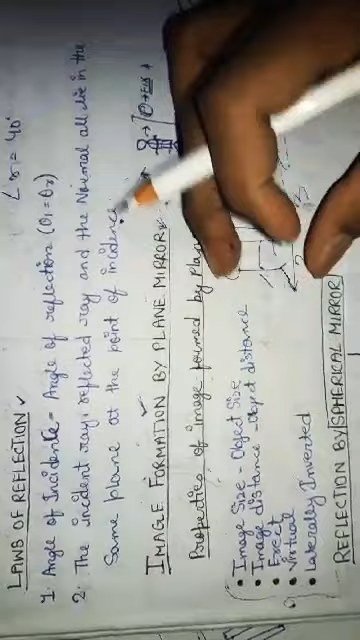 ∠r = 40°
LAWS OF REFLECTION ✓
1. Angle of Incidence = Angle of reflection (θ1 = θr)
2. The incident ray, reflected ray and the Normal all lie in the
Same plane at the point of incidence.
IMAGE FORMATION BY PLANE MIRROR
Properties of image formed by Plan
• Image Size - Object Size
• Image distance - Object distance
• Erect
• Virtual
• Laterally Inverted
REFLECTION BY SPHERICAL MIRROR